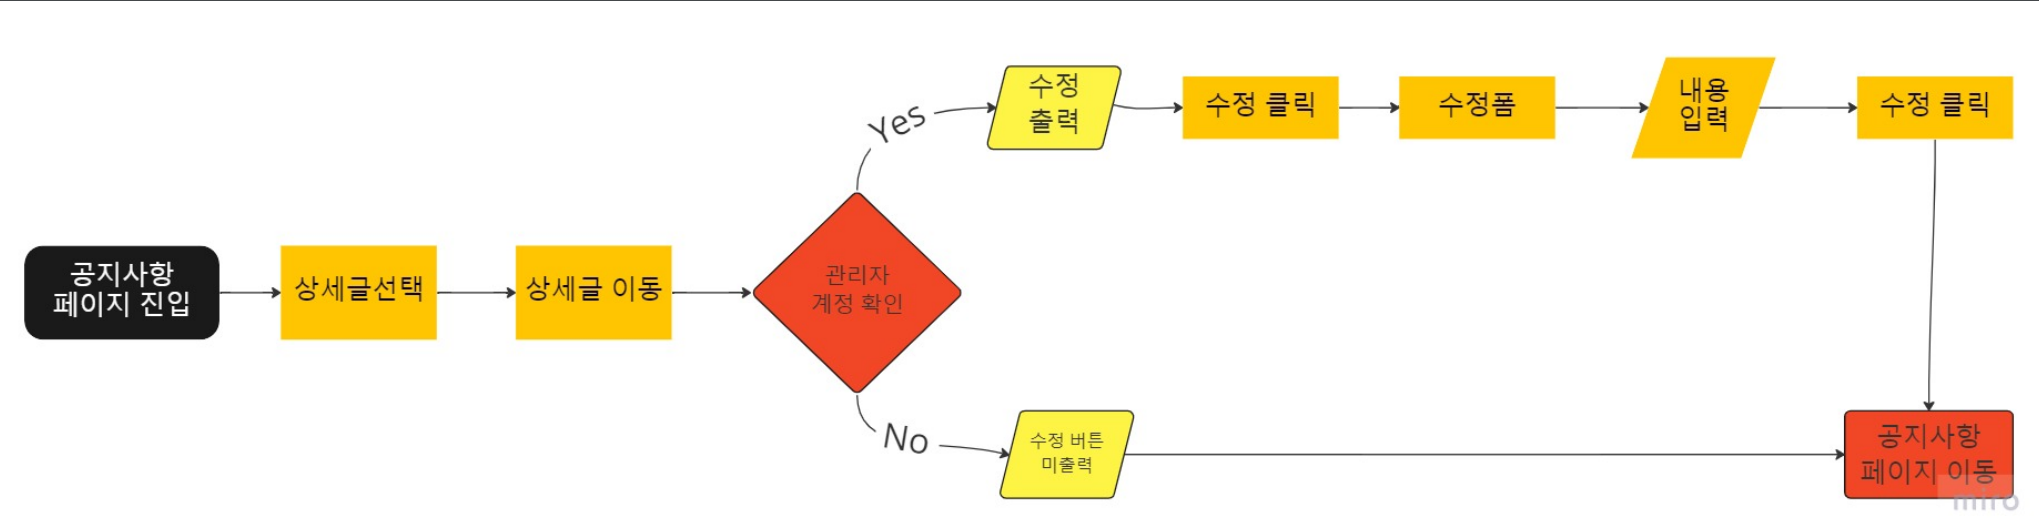 공지사항
페이지 진입
상세글선택
상세글 이동
관리자
계정 확인
Yes
수정
출력
수정 클릭
수정폼
내용
입력
수정 클릭
No
수정 버튼
미출력
공지사항
페이지 이동
miro